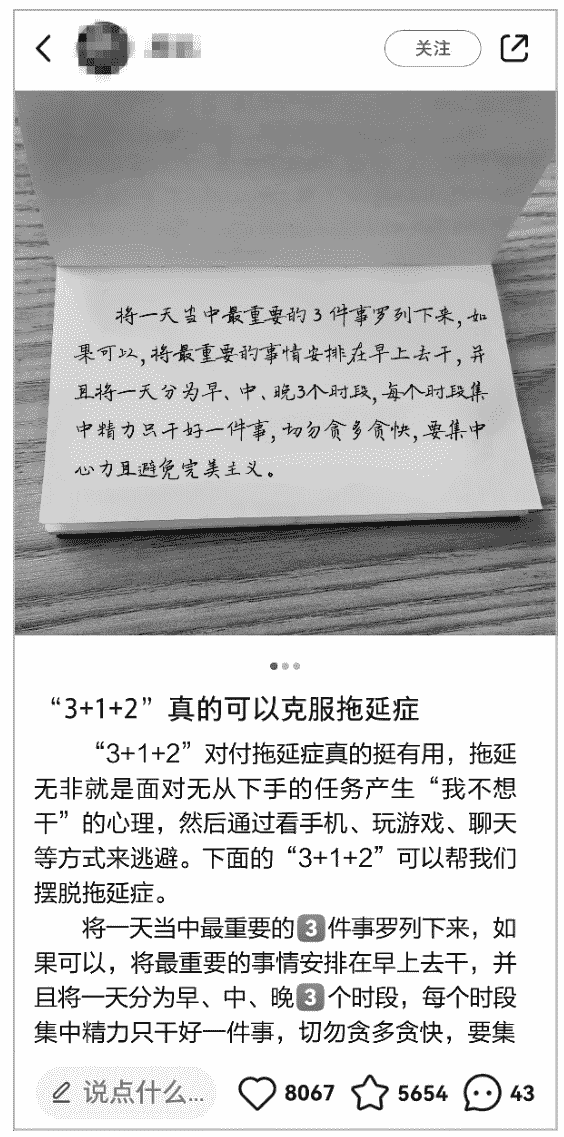 关注
将一天当中最重要的3件事罗列下来,如
果可以,将最重要的事情安排在早上去干,并
且将一天分为早、中、晚3个时段,每个时段集
中精力只干好一件事,切勿贪多贪快,要集中
心力且避免完美主义。
“3+1+2”真的可以克服拖延症
“3+1+2”对付拖延症真的挺有用，拖延
无非就是面对无从下手的任务产生“我不想
干”的心理，然后通过看手机、玩游戏、聊天
等方式来逃避。下面的“3+1+2”可以帮我们
摆脱拖延症。
将一天当中最重要的3件事罗列下来，如
果可以，将最重要的事情安排在早上去干，并
且将一天分为早、中、晚3个时段，每个时段
集中精力只干好一件事，切勿贪多贪快，要集
说点什么... 8067 5654 43